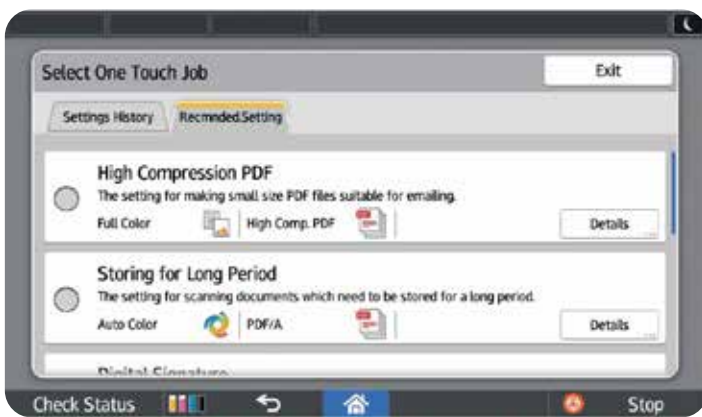 Select One Touch Job
Exit
Settings History
Recmnded.Setting
High Compression PDF
The setting for making small size PDF files suitable for emailing.
Full Color
High Comp. PDF
Details
Storing for Long Period
The setting for scanning documents which need to be stored for a long period.
Auto Color
PDF/A
Details
Digital Signature
Check Status
Stop